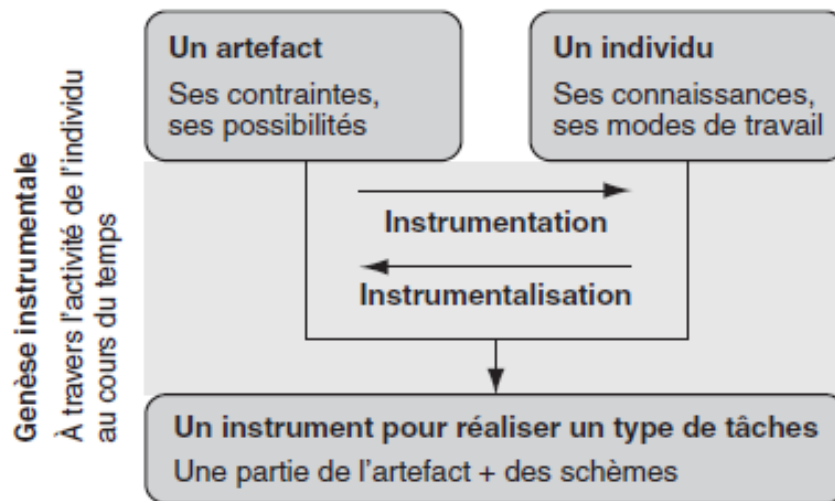 Un artefact
Ses contraintes,
ses possibilités
Un individu
Ses connaissances,
ses modes de travail
Genèse instrumentale
À travers l’activité de l’individu
au cours du temps
Instrumentation
Instrumentalisation
Un instrument pour réaliser un type de tâches
Une partie de l’artefact + des schèmes